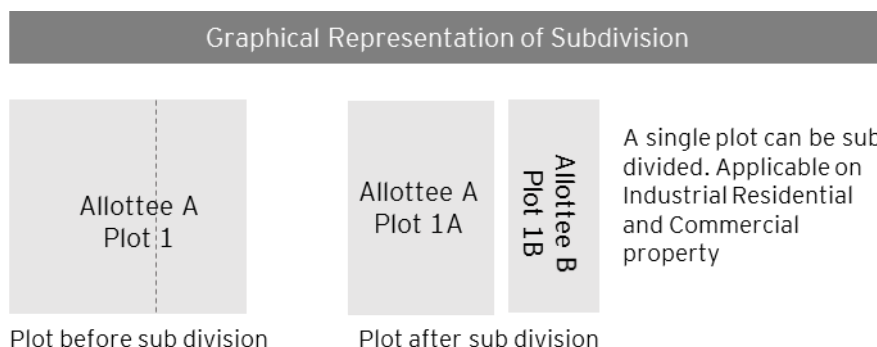 Graphical Representation of Subdivision
Allottee A
Plot 1
Allottee A
Plot 1A
Allottee B
Plot 1B
A single plot can be sub
divided. Applicable on
Industrial Residential
and Commercial
property
Plot before sub division
Plot after sub division